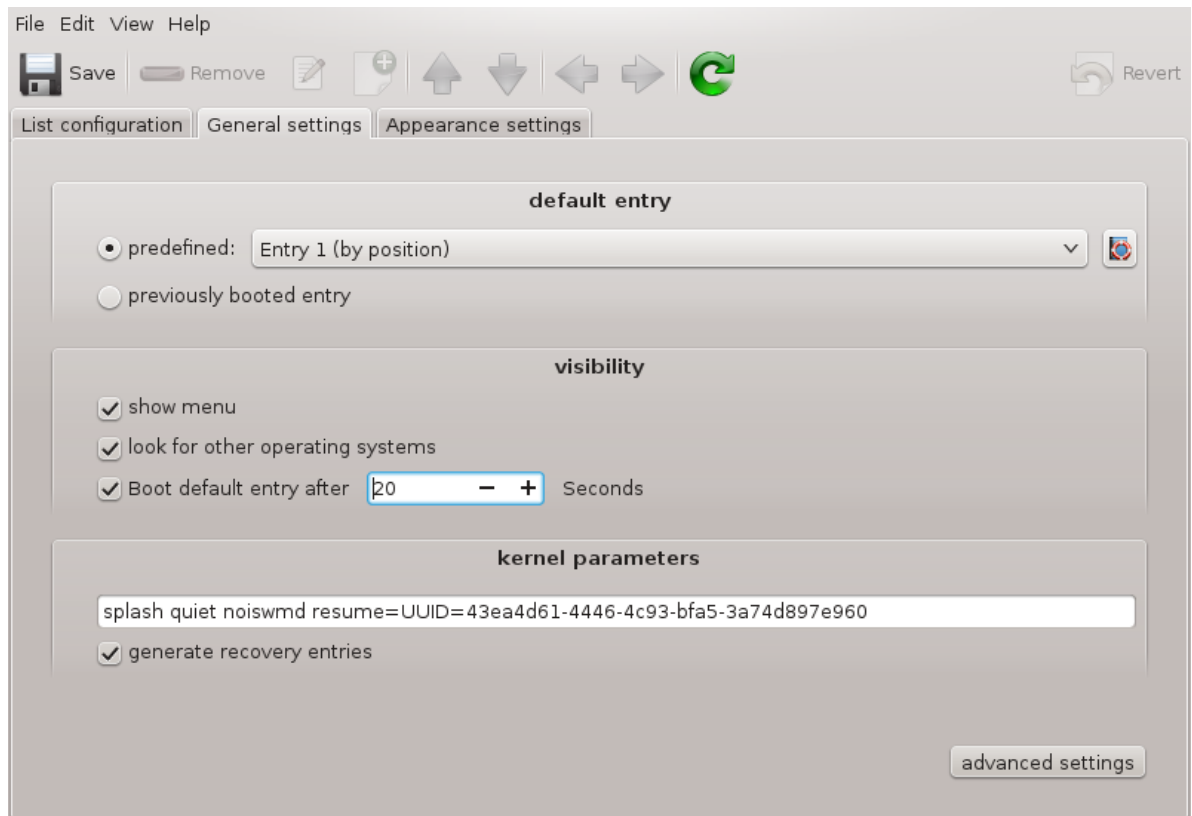 File Edit View Help
Save Remove Revert
List configuration General settings Appearance settings
default entry
predefined: Entry 1 (by position)
previously booted entry
visibility
show menu
look for other operating systems
Boot default entry after 20 Seconds
kernel parameters
splash quiet noiswmd resume=UUID=43ea4d61-4446-4c93-bfa5-3a74d897e960
generate recovery entries
advanced settings